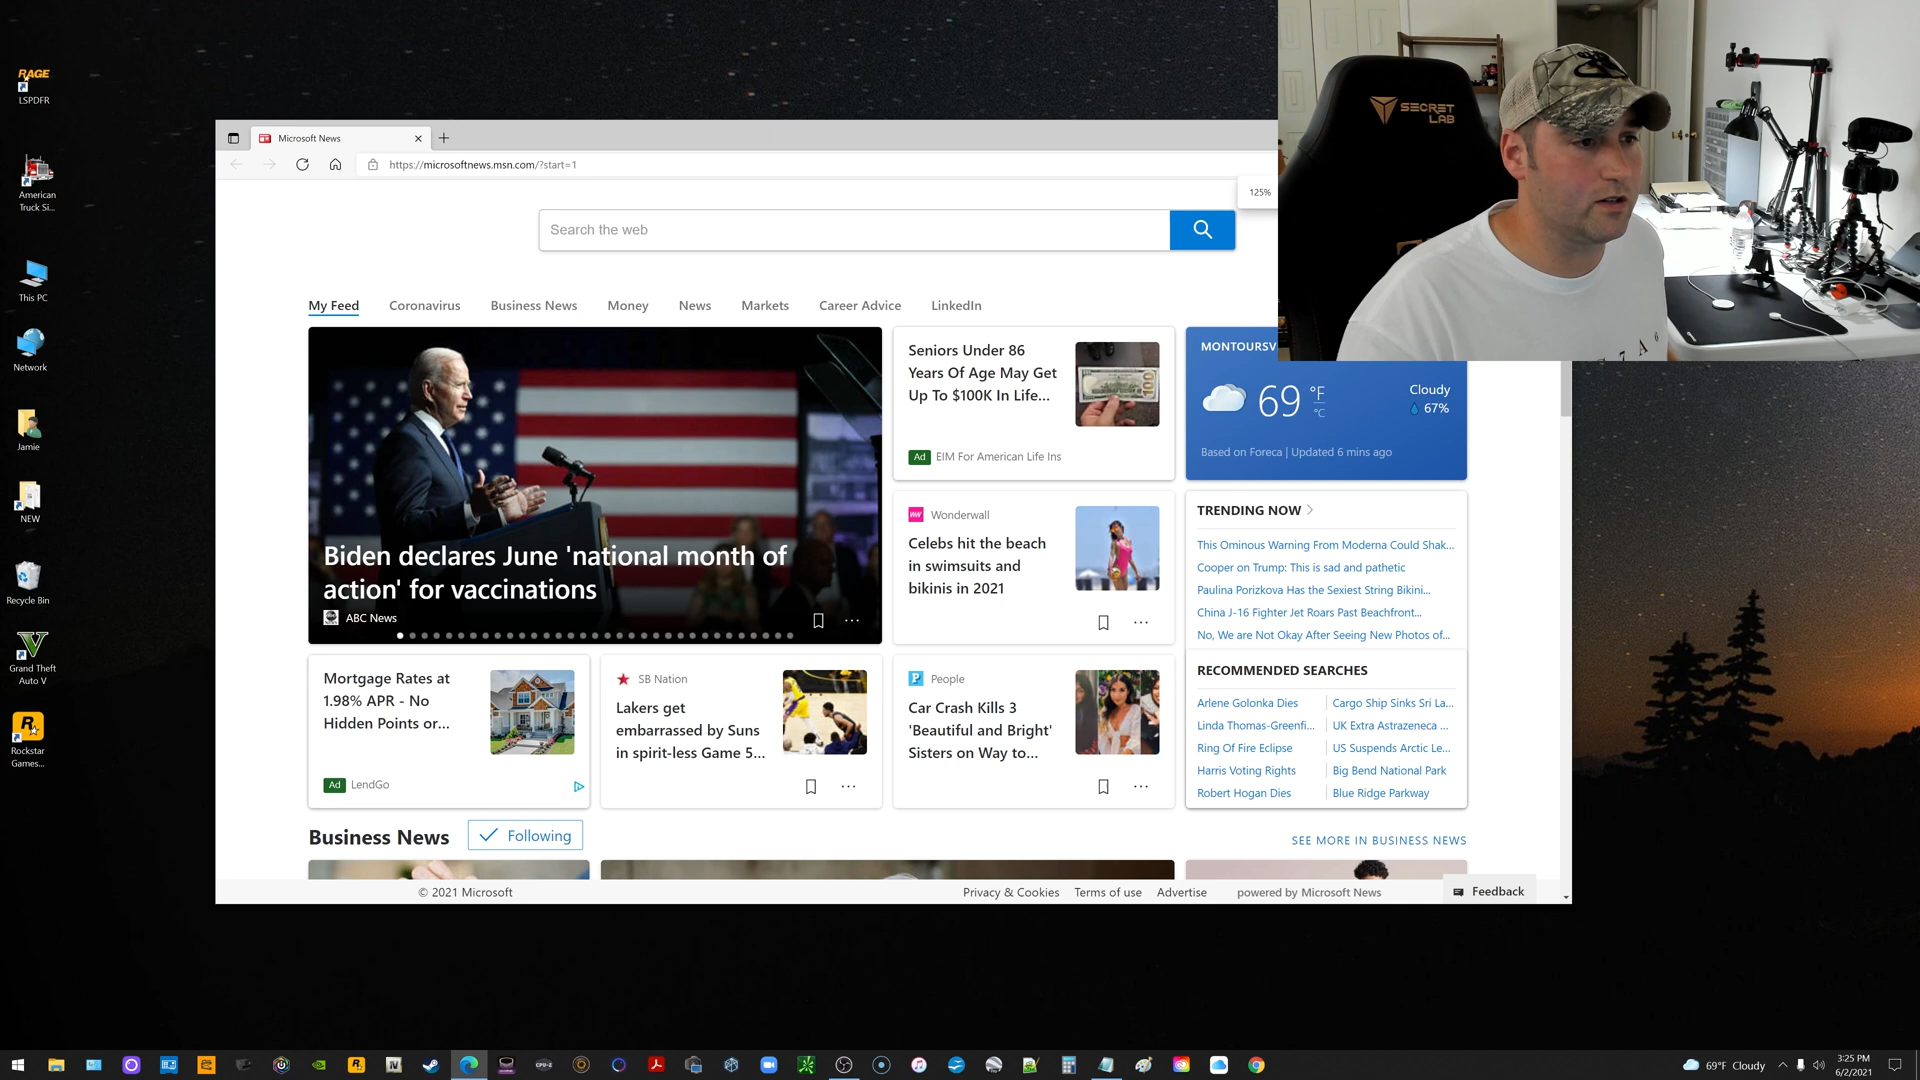 RAGE
LSPDFR
American
Truck Si...
This PC
Network
Jamie
NEW
Recycle Bin
Grand Theft
Auto V
Rockstar
Games...
Microsoft News
https://microsoftnews.msn.com/?start=1
125%
SECRET
LAB
Search the web
My Feed
Coronavirus
Business News
Money
News
Markets
Career Advice
LinkedIn
Biden declares June 'national month of
action' for vaccinations
ABC News
Seniors Under 86
Years Of Age May Get
Up To $100K In Life...
Ad EIM For American Life Ins
MONTOURSV
69 °F
°C
Cloudy
67%
Based on Foreca | Updated 6 mins ago
Wonderwall
Celebs hit the beach
in swimsuits and
bikinis in 2021
TRENDING NOW
This Ominous Warning From Moderna Could Shak...
Cooper on Trump: This is sad and pathetic
Paulina Porizkova Has the Sexiest String Bikini...
China J-16 Fighter Jet Roars Past Beachfront...
No, We are Not Okay After Seeing New Photos of...
Mortgage Rates at
1.98% APR - No
Hidden Points or...
Ad LendGo
SB Nation
Lakers get
embarrassed by Suns
in spirit-less Game 5...
People
Car Crash Kills 3
'Beautiful and Bright'
Sisters on Way to...
RECOMMENDED SEARCHES
Arlene Golonka Dies
Cargo Ship Sinks Sri La...
Linda Thomas-Greenfi...
UK Extra Astrazeneca ...
Ring Of Fire Eclipse
US Suspends Arctic Le...
Harris Voting Rights
Big Bend National Park
Robert Hogan Dies
Blue Ridge Parkway
Business News
Following
SEE MORE IN BUSINESS NEWS
© 2021 Microsoft
Privacy & Cookies
Terms of use
Advertise
powered by Microsoft News
Feedback
CPU-Z
69°F Cloudy
3:25 PM
6/2/2021